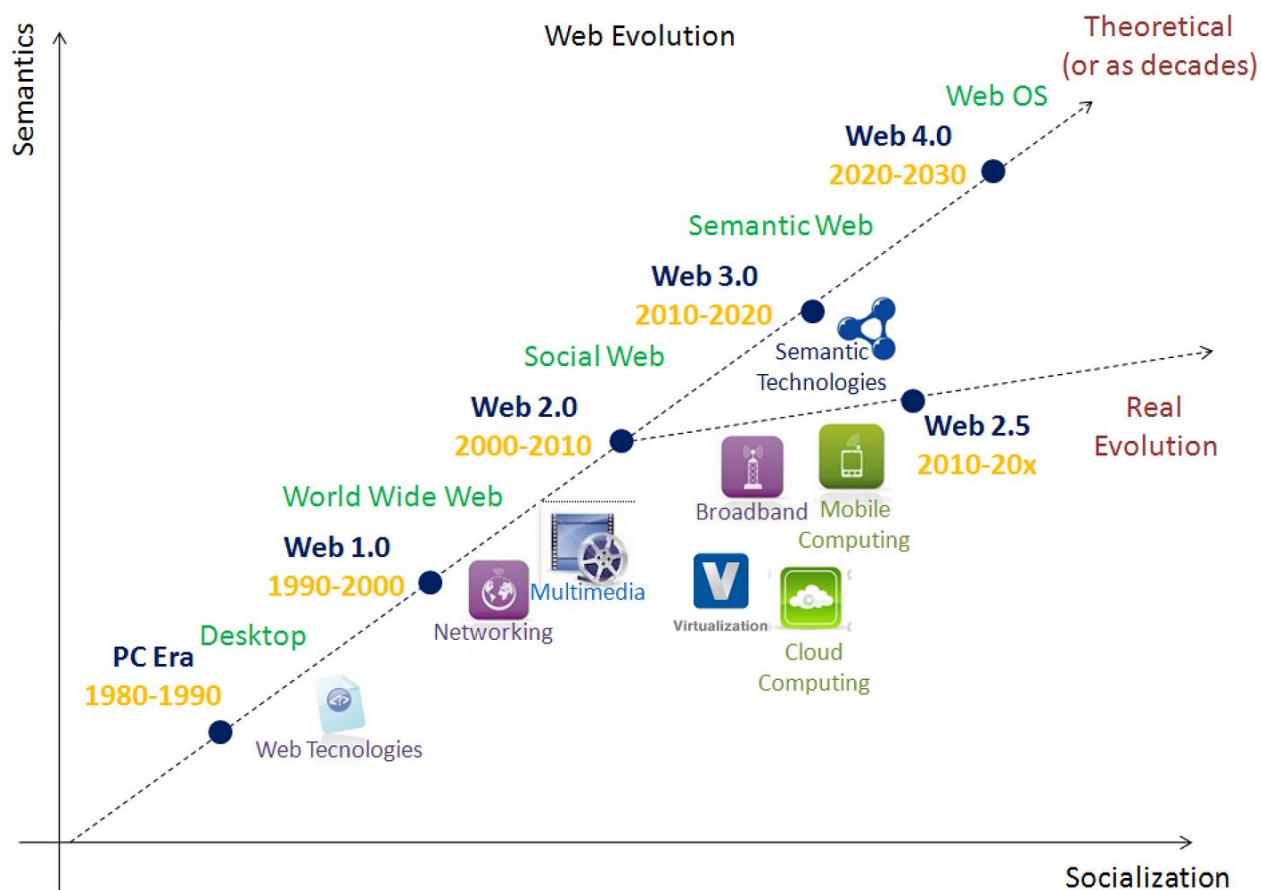 Web Evolution
Semantics
Theoretical
(or as decades)
Web OS
Web 4.0
2020-2030
Semantic Web
Web 3.0
2010-2020
Semantic
Technologies
Social Web
Web 2.0
2000-2010
Web 2.5
2010-20x
Real
Evolution
Broadband
Mobile
Computing
World Wide Web
Web 1.0
1990-2000
Networking
Multimedia
V
Virtualization
Cloud
Computing
Desktop
PC Era
1980-1990
<?>
Web Tecnologies
Socialization